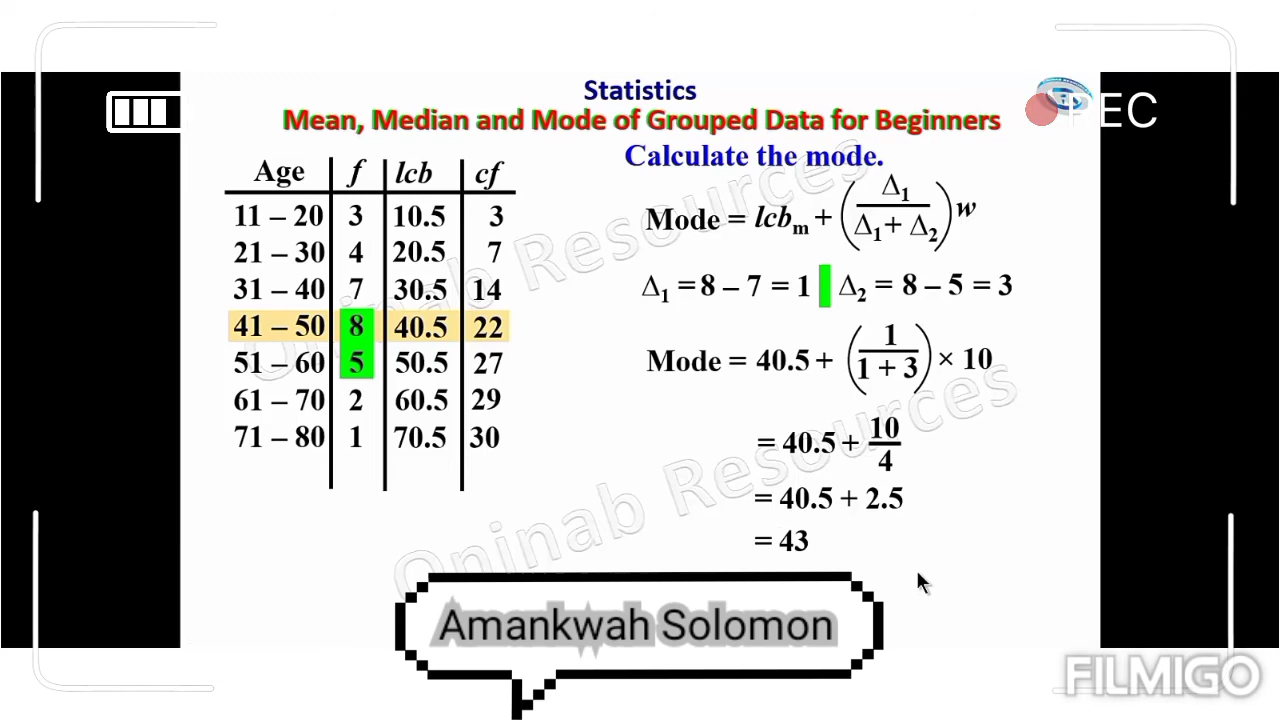 Statistics
Mean, Median and Mode of Grouped Data for Beginners
REC
Calculate the mode.
Age f lcb cf
11 – 20 3 10.5 3
21 – 30 4 20.5 7
31 – 40 7 30.5 14
41 – 50 8 40.5 22
51 – 60 5 50.5 27
61 – 70 2 60.5 29
71 – 80 1 70.5 30
Mode = lcbₘ + (Δ₁ / Δ₁ + Δ₂) w
Δ₁ = 8 – 7 = 1 Δ₂ = 8 – 5 = 3
Mode = 40.5 + (1 / 1 + 3) × 10
= 40.5 + 10 / 4
= 40.5 + 2.5
= 43
Oninab Resources
Oninab Resources
Amankwah Solomon
FILMIGO